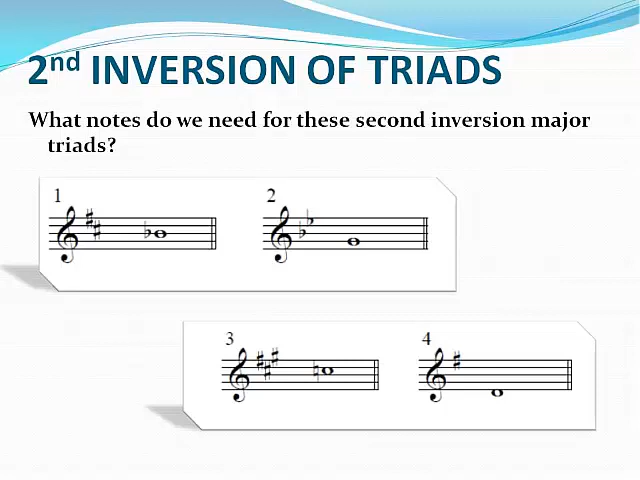 2nd INVERSION OF TRIADS
What notes do we need for these second inversion major
triads?
1
2
3
4